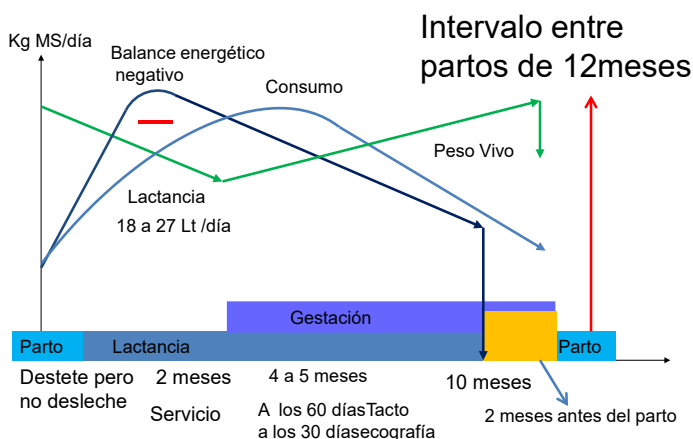 Intervalo entre
partos de 12meses
Kg MS/día
Balance energético
negativo
Consumo
Peso Vivo
Lactancia
18 a 27 Lt /día
Gestación
Parto
Lactancia
Parto
Destete pero
no desleche
2 meses
4 a 5 meses
10 meses
Servicio
A los 60 díasTacto
a los 30 díasecografía
2 meses antes del parto